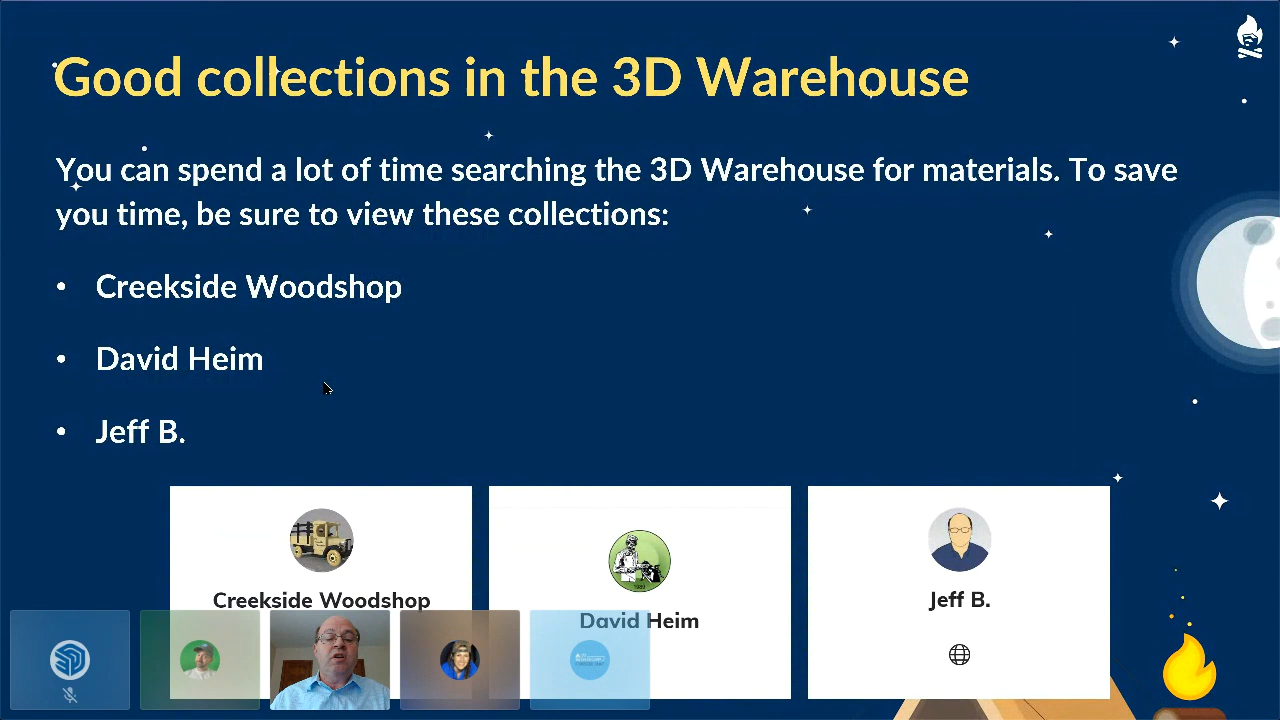 Good collections in the 3D Warehouse
You can spend a lot of time searching the 3D Warehouse for materials. To save
you time, be sure to view these collections:
• Creekside Woodshop
• David Heim
• Jeff B.
Creekside Woodshop
David Heim
Jeff B.